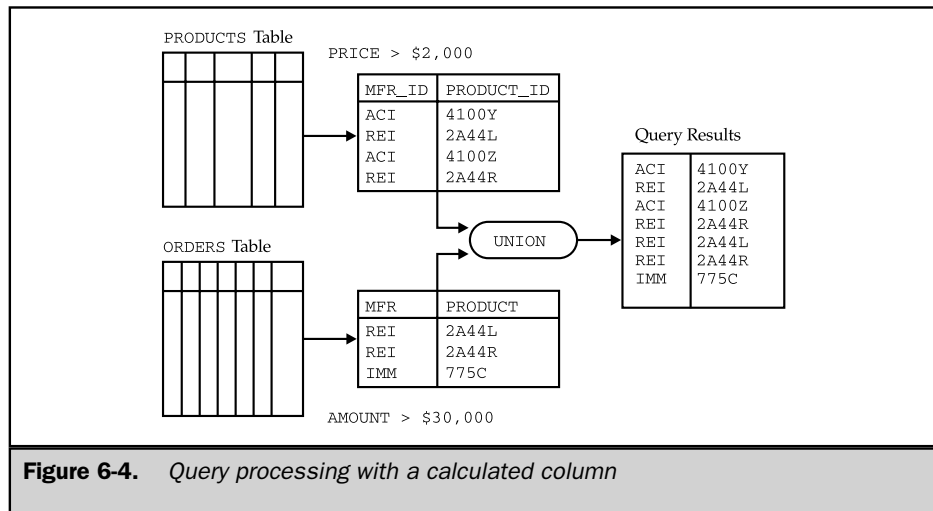 PRODUCTS Table
PRICE > $2,000
MFR_ID PRODUCT_ID
ACI 4100Y
REI 2A44L
ACI 4100Z
REI 2A44R
Query Results
ACI 4100Y
REI 2A44L
ACI 4100Z
REI 2A44R
REI 2A44L
REI 2A44R
IMM 775C
UNION
ORDERS Table
MFR PRODUCT
REI 2A44L
REI 2A44R
IMM 775C
AMOUNT > $30,000
Figure 6-4. Query processing with a calculated column